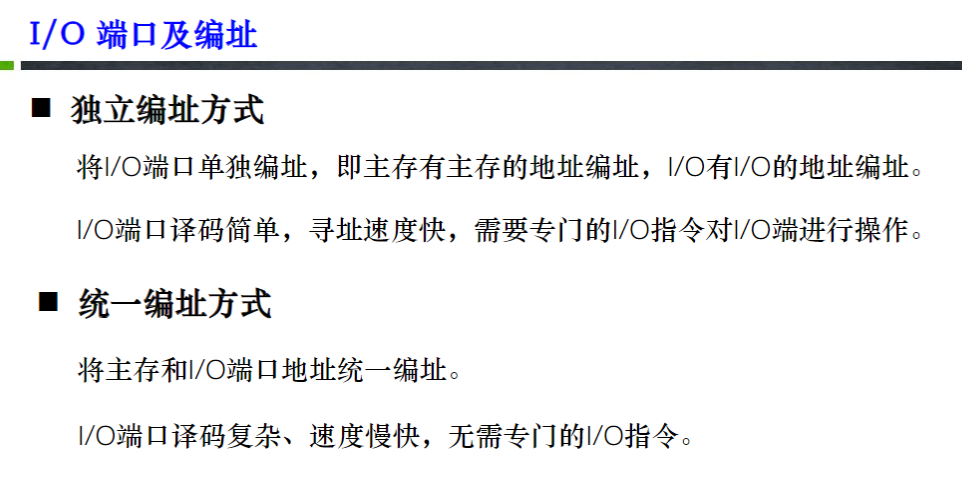 I/O 端口及编址
■ 独立编址方式
将I/O端口单独编址，即主存有主存的地址编址，I/O有I/O的地址编址。
I/O端口译码简单，寻址速度快，需要专门的I/O指令对I/O端进行操作。
■ 统一编址方式
将主存和I/O端口地址统一编址。
I/O端口译码复杂、速度慢快，无需专门的I/O指令。